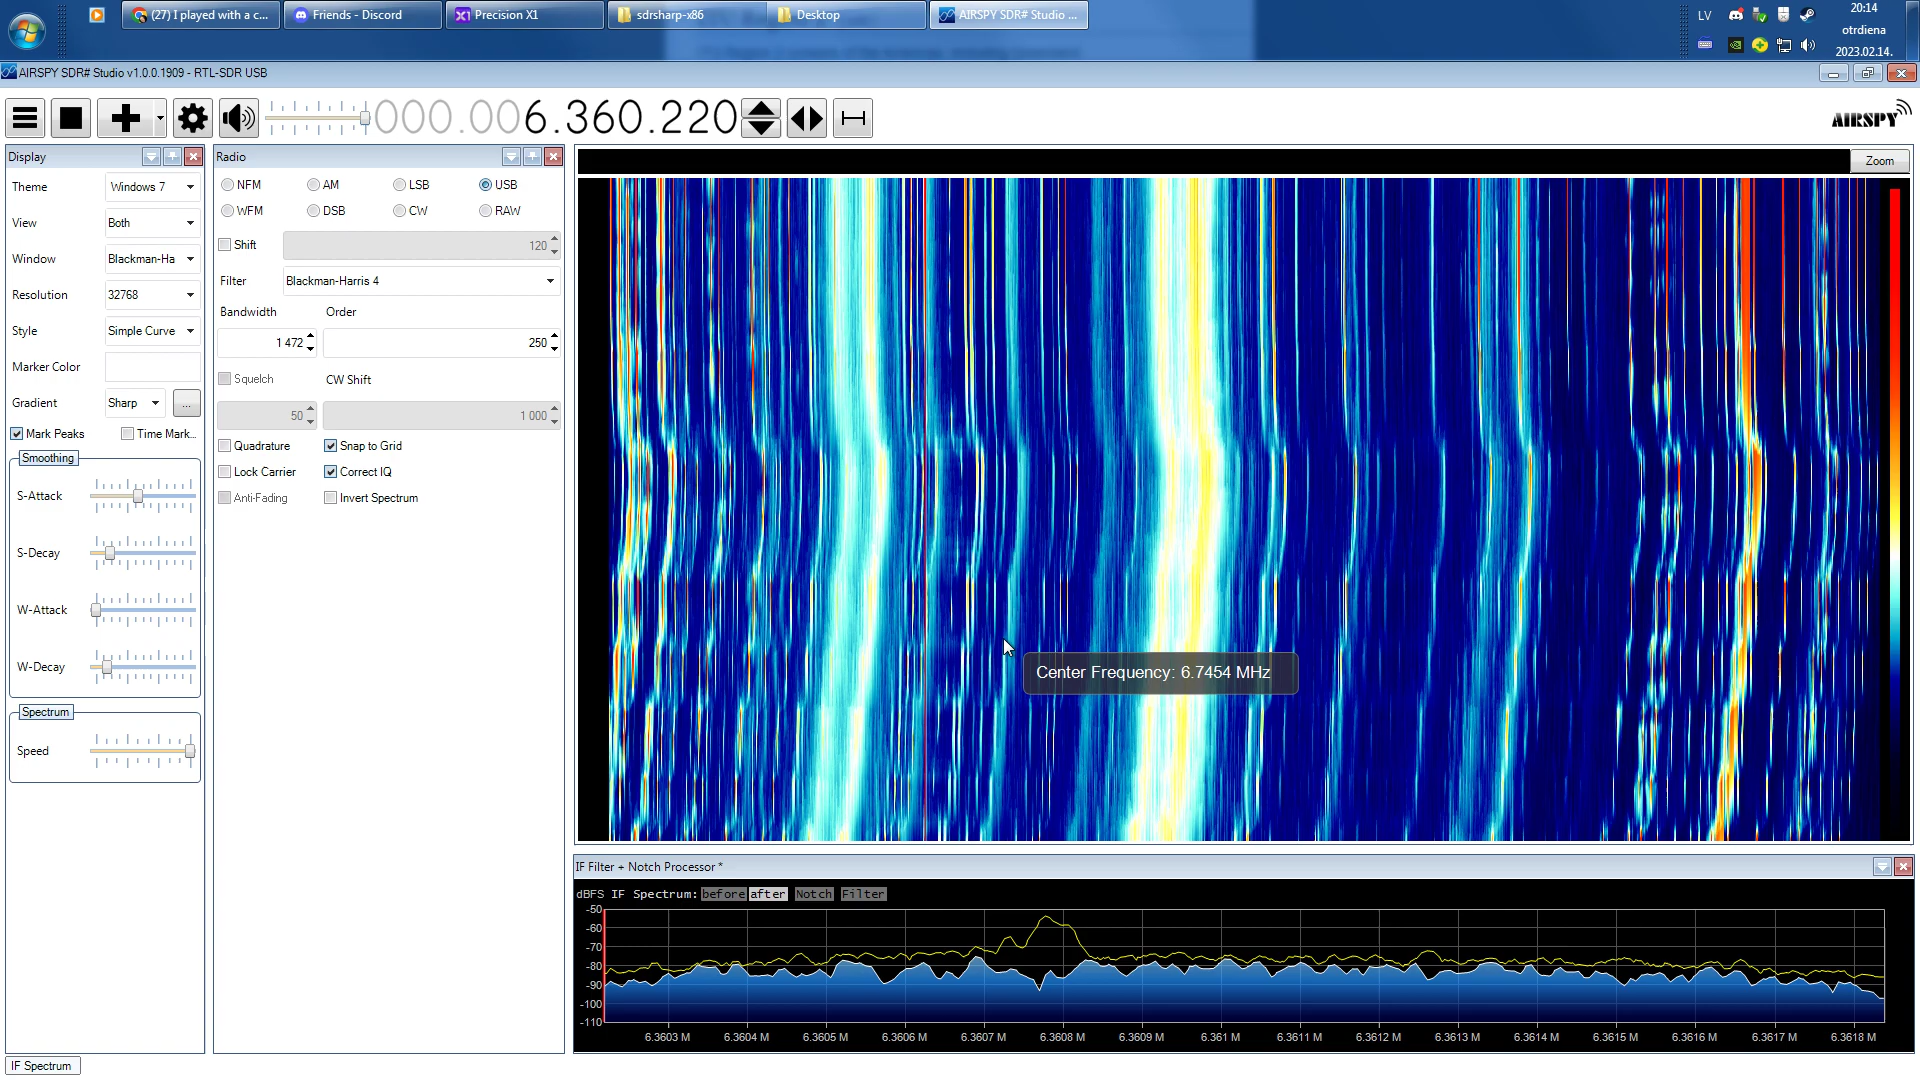 (27) I played with a c...
Friends - Discord
Precision X1
sdrsharp-x86
Desktop
AIRSPY SDR# Studio ...
LV
20:14
otrdiena
2023.02.14.
AIRSPY SDR# Studio v1.0.0.1909 - RTL-SDR USB
000.006.360.220
AIRSPY
Display
Theme
Windows 7
View
Both
Window
Blackman-Ha
Resolution
32768
Style
Simple Curve
Marker Color
Gradient
Sharp
...
Mark Peaks
Time Mark...
Smoothing
S-Attack
S-Decay
W-Attack
W-Decay
Spectrum
Speed
Radio
NFM
AM
LSB
USB
WFM
DSB
CW
RAW
Shift
120
Filter
Blackman-Harris 4
Bandwidth
Order
1 472
250
Squelch
CW Shift
50
1 000
Quadrature
Snap to Grid
Lock Carrier
Correct IQ
Anti-Fading
Invert Spectrum
Zoom
Center Frequency: 6.7454 MHz
IF Filter + Notch Processor *
dBFS IF Spectrum: before after Notch Filter
-50
-60
-70
-80
-90
-100
-110
6.3603 M 6.3604 M 6.3605 M 6.3606 M 6.3607 M 6.3608 M 6.3609 M 6.361 M 6.3611 M 6.3612 M 6.3613 M 6.3614 M 6.3615 M 6.3616 M 6.3617 M 6.3618 M
IF Spectrum